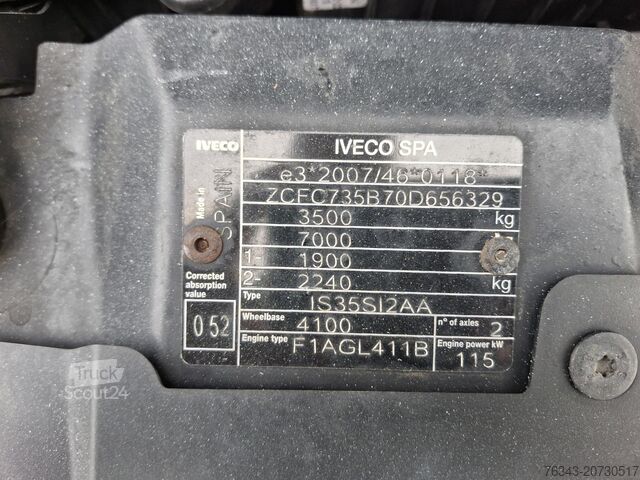 IVECO
IVECO SPA
e3*2007/46*0118*
ZCFC735B70D656329
Made in SPAIN
3500 kg
7000
1- 1900
2- 2240 kg
Corrected absorption value
0 52
Type IS35SI2AA
Wheelbase 4100
n° of axles 2
Engine type F1AGL411B
Engine power kW 115
Truck
Scout24
76343-20730517